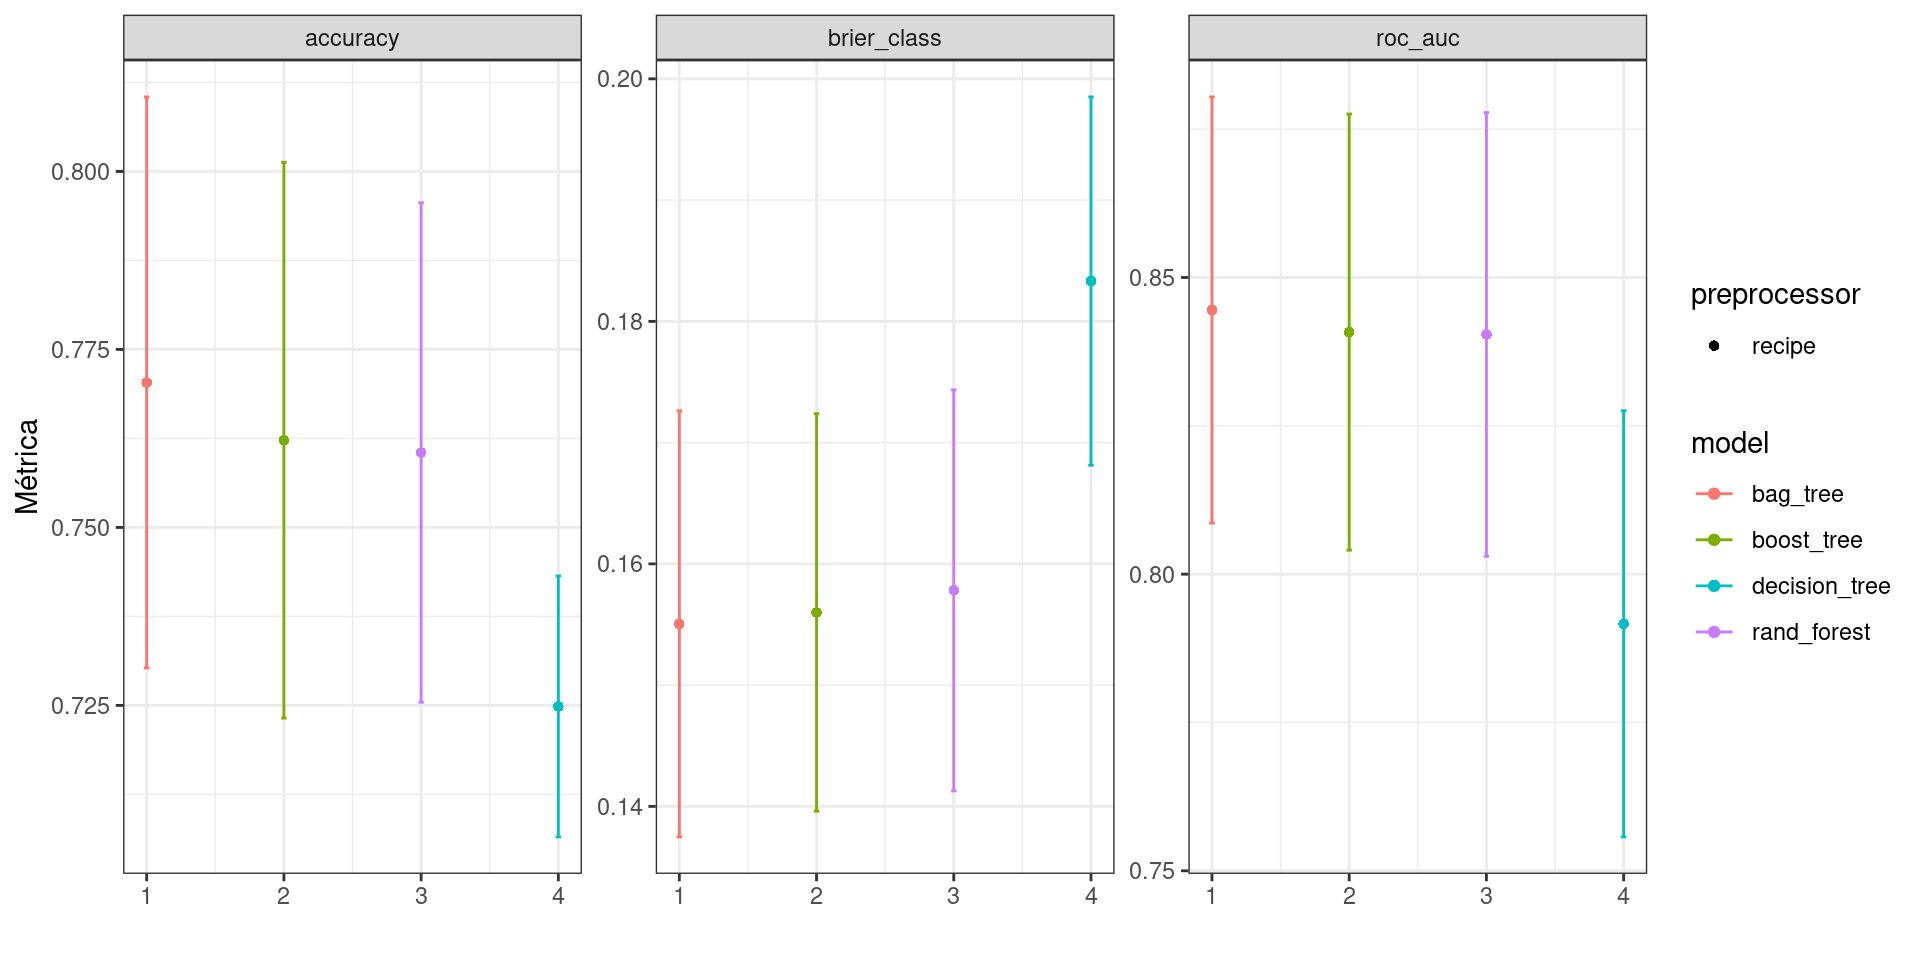 accuracy
brier_class
roc_auc
Métrica
0.800
0.775
0.750
0.725
1
2
3
4
0.20
0.18
0.16
0.14
1
2
3
4
0.85
0.80
0.75
1
2
3
4
preprocessor
recipe
model
bag_tree
boost_tree
decision_tree
rand_forest